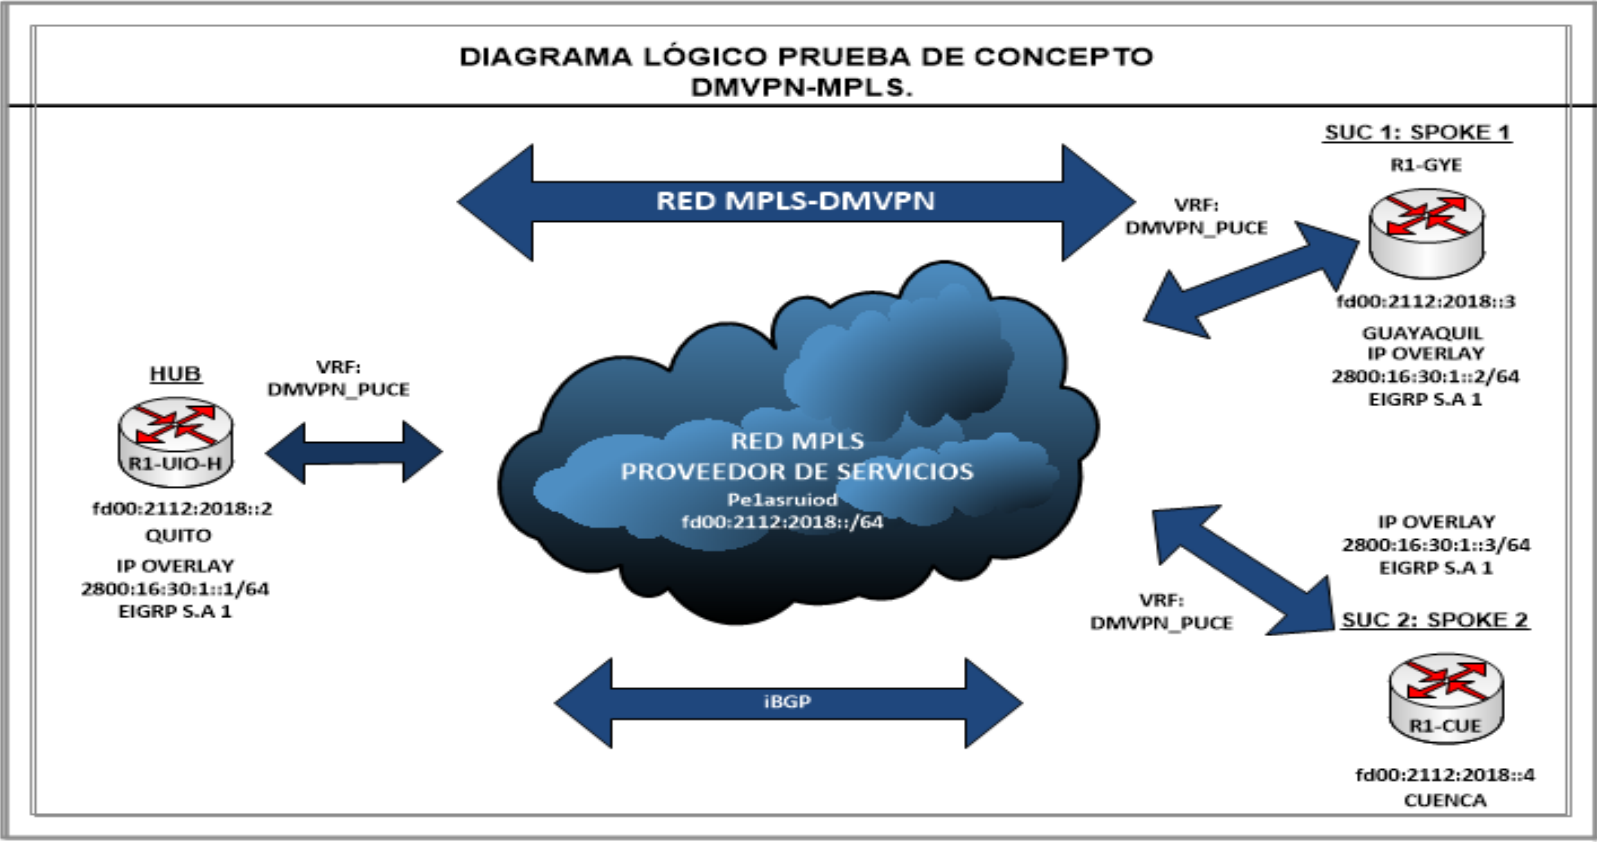 DIAGRAMA LÓGICO PRUEBA DE CONCEPTO
DMVPN-MPLS.
RED MPLS-DMVPN
SUC 1: SPOKE 1
R1-GYE
VRF:
DMVPN_PUCE
fd00:2112:2018::3
GUAYAQUIL
IP OVERLAY
2800:16:30:1::2/64
EIGRP S.A 1
HUB
VRF:
DMVPN_PUCE
R1-UIO-H
fd00:2112:2018::2
QUITO
IP OVERLAY
2800:16:30:1::1/64
EIGRP S.A 1
RED MPLS
PROVEEDOR DE SERVICIOS
Pe1asruiod
fd00:2112:2018::/64
IP OVERLAY
2800:16:30:1::3/64
EIGRP S.A 1
VRF:
DMVPN_PUCE
SUC 2: SPOKE 2
R1-CUE
fd00:2112:2018::4
CUENCA
iBGP